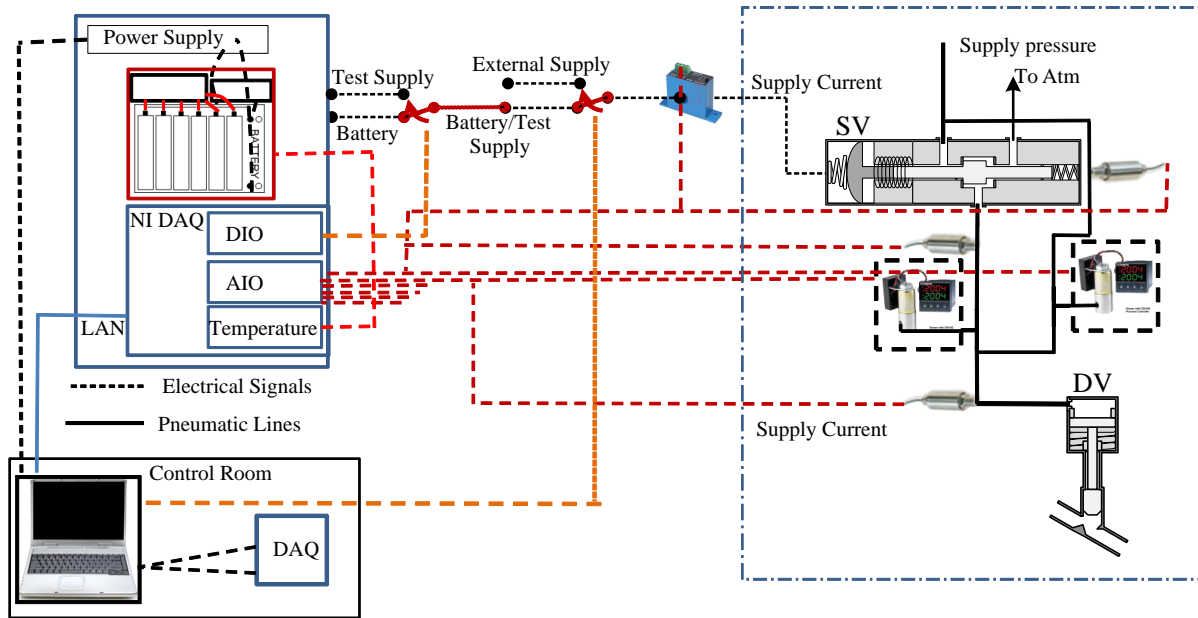 Power Supply
BATTERY
Test Supply
Battery
External Supply
Battery/Test
Supply
Supply Current
Supply pressure
To Atm
SV
NI DAQ
DIO
AIO
Temperature
LAN
2004
2004
2004
2004
Electrical Signals
Pneumatic Lines
Supply Current
DV
Control Room
DAQ